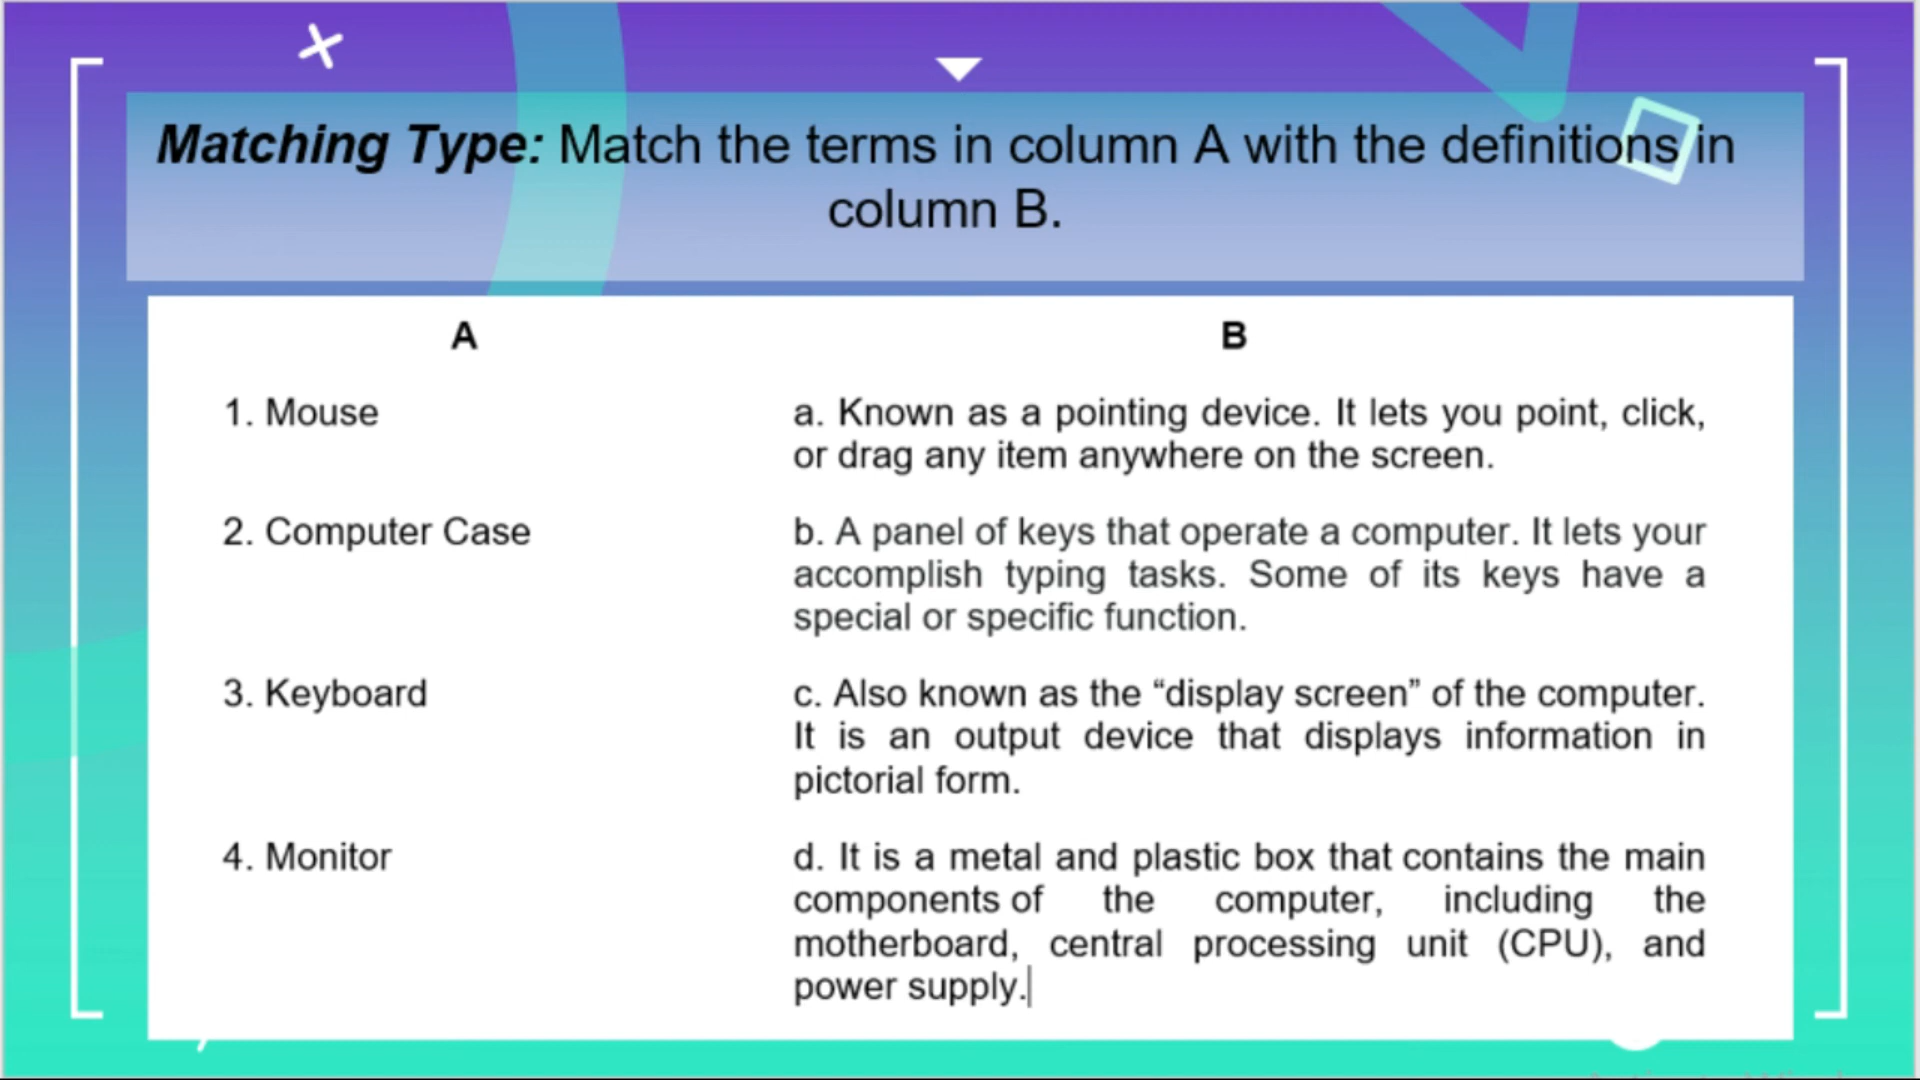 Matching Type: Match the terms in column A with the definitions in
column B.
A
B
1. Mouse
a. Known as a pointing device. It lets you point, click,
or drag any item anywhere on the screen.
2. Computer Case
b. A panel of keys that operate a computer. It lets your
accomplish typing tasks. Some of its keys have a
special or specific function.
3. Keyboard
c. Also known as the “display screen” of the computer.
It is an output device that displays information in
pictorial form.
4. Monitor
d. It is a metal and plastic box that contains the main
components of the computer, including the
motherboard, central processing unit (CPU), and
power supply.